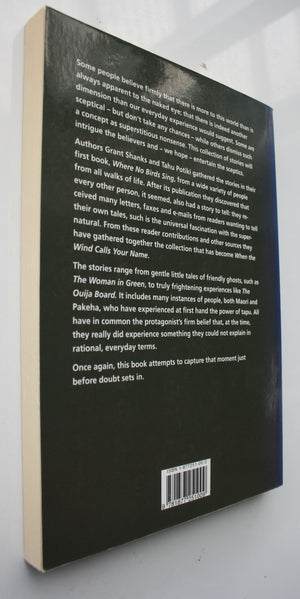 Some people believe firmly that there is more to this world than is
always apparent to the naked eye; that there is indeed another
dimension than our everyday experience would suggest. Some are
sceptical – but don't take any chances – while others dismiss such
a concept as superstitious nonsense. This collection of stories will
intrigue the believers and – we hope – entertain the sceptics.
Authors Grant Shanks and Tahu Potiki gathered the stories in their
first book, Where No Birds Sing, from a wide variety of people
from all walks of life. After its publication they discovered that
every other person, it seemed, also had a story to tell. They re-
ceived many letters, faxes and e-mails from readers wanting to tell
their own tales, such is the universal fascination with the super-
natural. From these reader contributions and other sources they
have gathered together the collection that has become When the
Wind Calls Your Name.
The stories range from gentle little tales of friendly ghosts, such as
The Woman in Green, to truly frightening experiences like The
Ouija Board. It includes many instances of people, both Maori and
Pakeha, who have experienced at first hand the power of tapu. All
have in common the protagonist's firm belief that, at the time,
they really did experience something they could not explain in
rational, everyday terms.
Once again, this book attempts to capture that moment just
before doubt sets in.